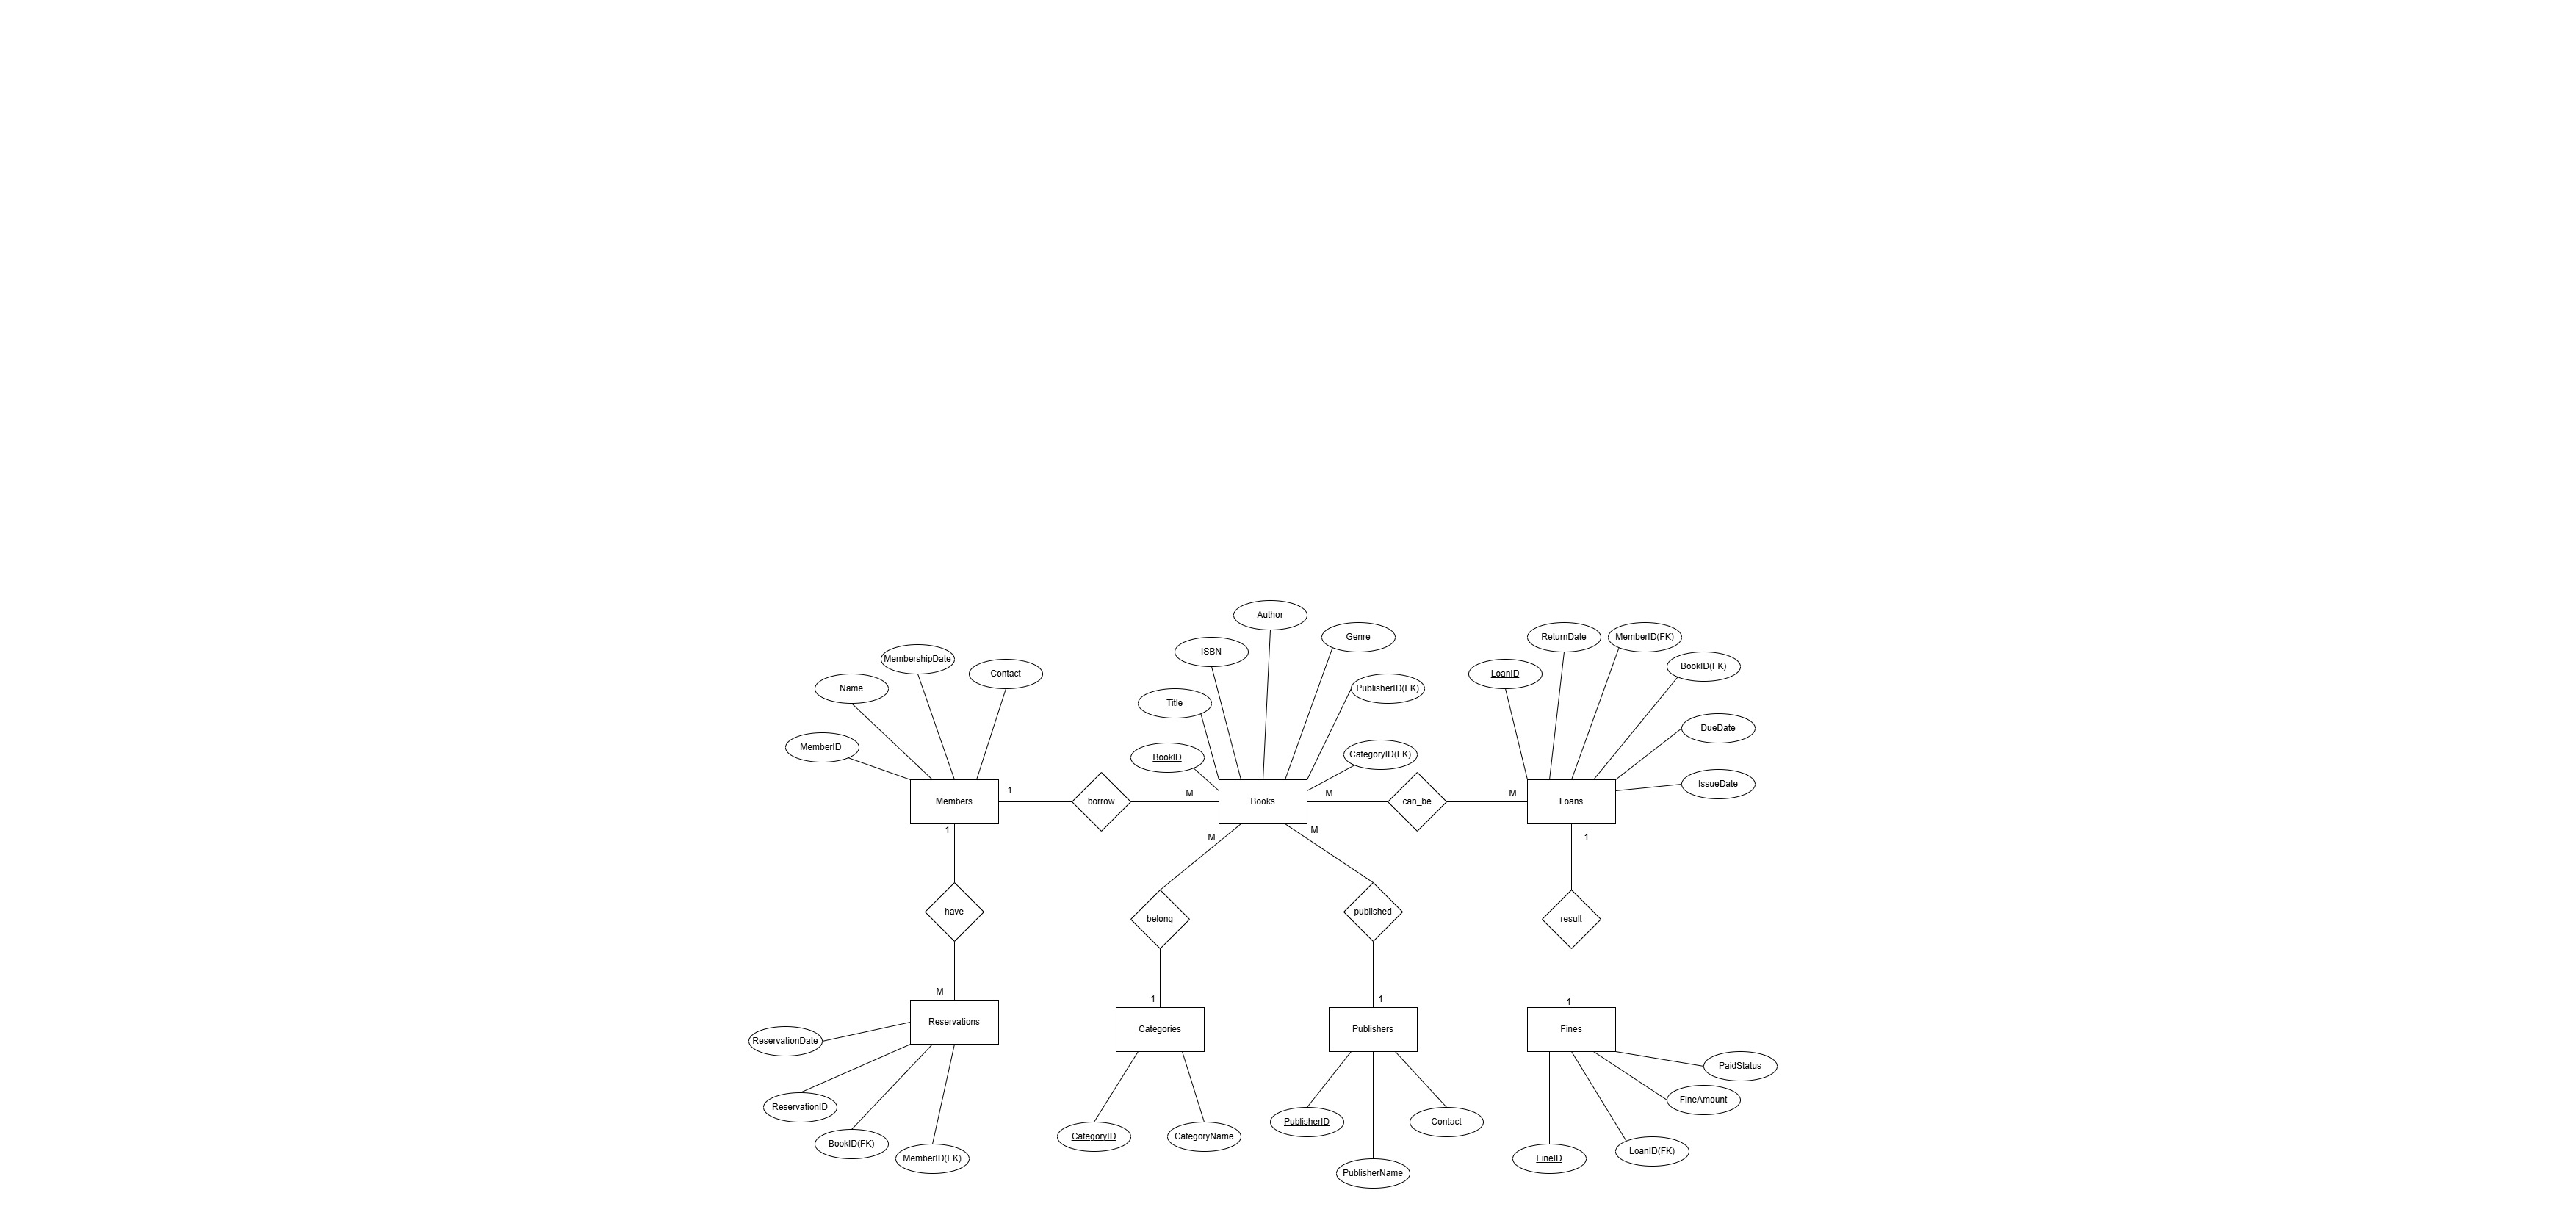 Author
ReturnDate
MemberID(FK)
Genre
ISBN
MembershipDate
BookID(FK)
Contact
LoanID
Name
PublisherID(FK)
Title
DueDate
MemberID
CategoryID(FK)
BookID
IssueDate
1
M
M
M
Members
borrow
Books
can_be
Loans
1
M
M
1
have
published
belong
result
M
1
1
1
Reservations
Categories
Publishers
Fines
ReservationDate
PaidStatus
FineAmount
ReservationID
PublisherID
Contact
CategoryID
CategoryName
BookID(FK)
LoanID(FK)
MemberID(FK)
FineID
PublisherName